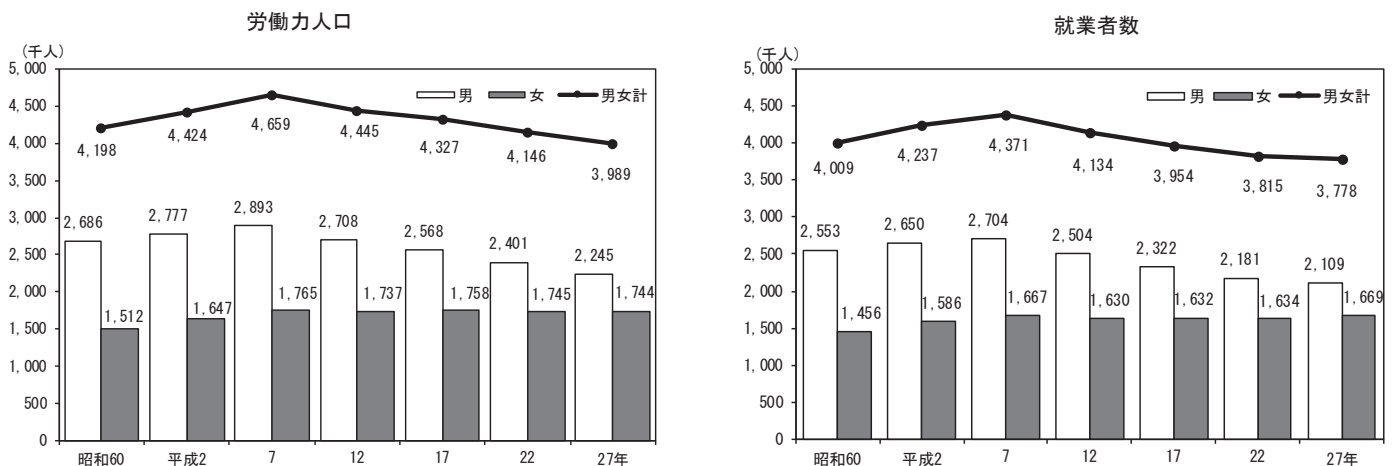 労働力人口
(千人)
5,000
4,500
4,000
3,500
3,000
2,500
2,000
1,500
1,000
500
0
男 女 男女計
4,198 4,424 4,659 4,445 4,327 4,146 3,989
2,686 2,777 2,893 2,708 2,568 2,401 2,245
1,512 1,647 1,765 1,737 1,758 1,745 1,744
昭和60 平成2 7 12 17 22 27年
就業者数
(千人)
5,000
4,500
4,000
3,500
3,000
2,500
2,000
1,500
1,000
500
0
男 女 男女計
4,009 4,237 4,371 4,134 3,954 3,815 3,778
2,553 2,650 2,704 2,504 2,322 2,181 2,109
1,456 1,586 1,667 1,630 1,632 1,634 1,669
昭和60 平成2 7 12 17 22 27年